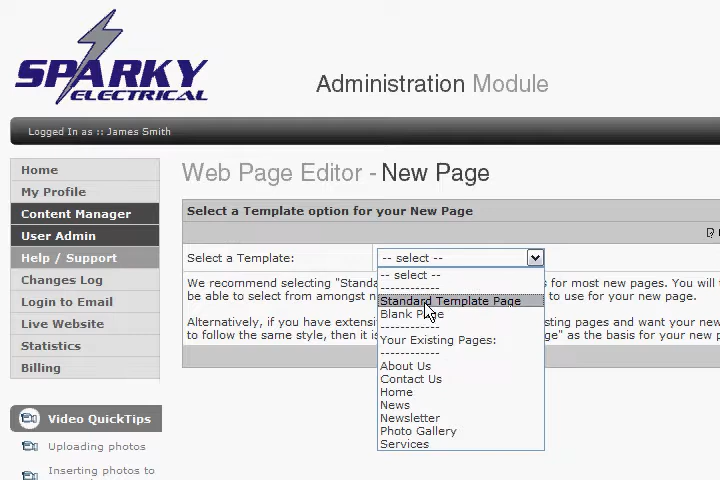 SPARKY
ELECTRICAL
Administration Module
Logged In as :: James Smith
Home
My Profile
Content Manager
User Admin
Help / Support
Changes Log
Login to Email
Live Website
Statistics
Billing
Video QuickTips
Uploading photos
Inserting photos to
Web Page Editor - New Page
Select a Template option for your New Page
Select a Template:
-- select --
-- select --
------------
Standard Template Page
Blank Page
------------
Your Existing Pages:
------------
About Us
Contact Us
Home
News
Newsletter
Photo Gallery
Services
We recommend selecting "Standa s for most new pages. You will
be able to select from amongst n to use for your new page.
Alternatively, if you have extensi sting pages and want your new
to follow the same style, then it is ge" as the basis for your new p